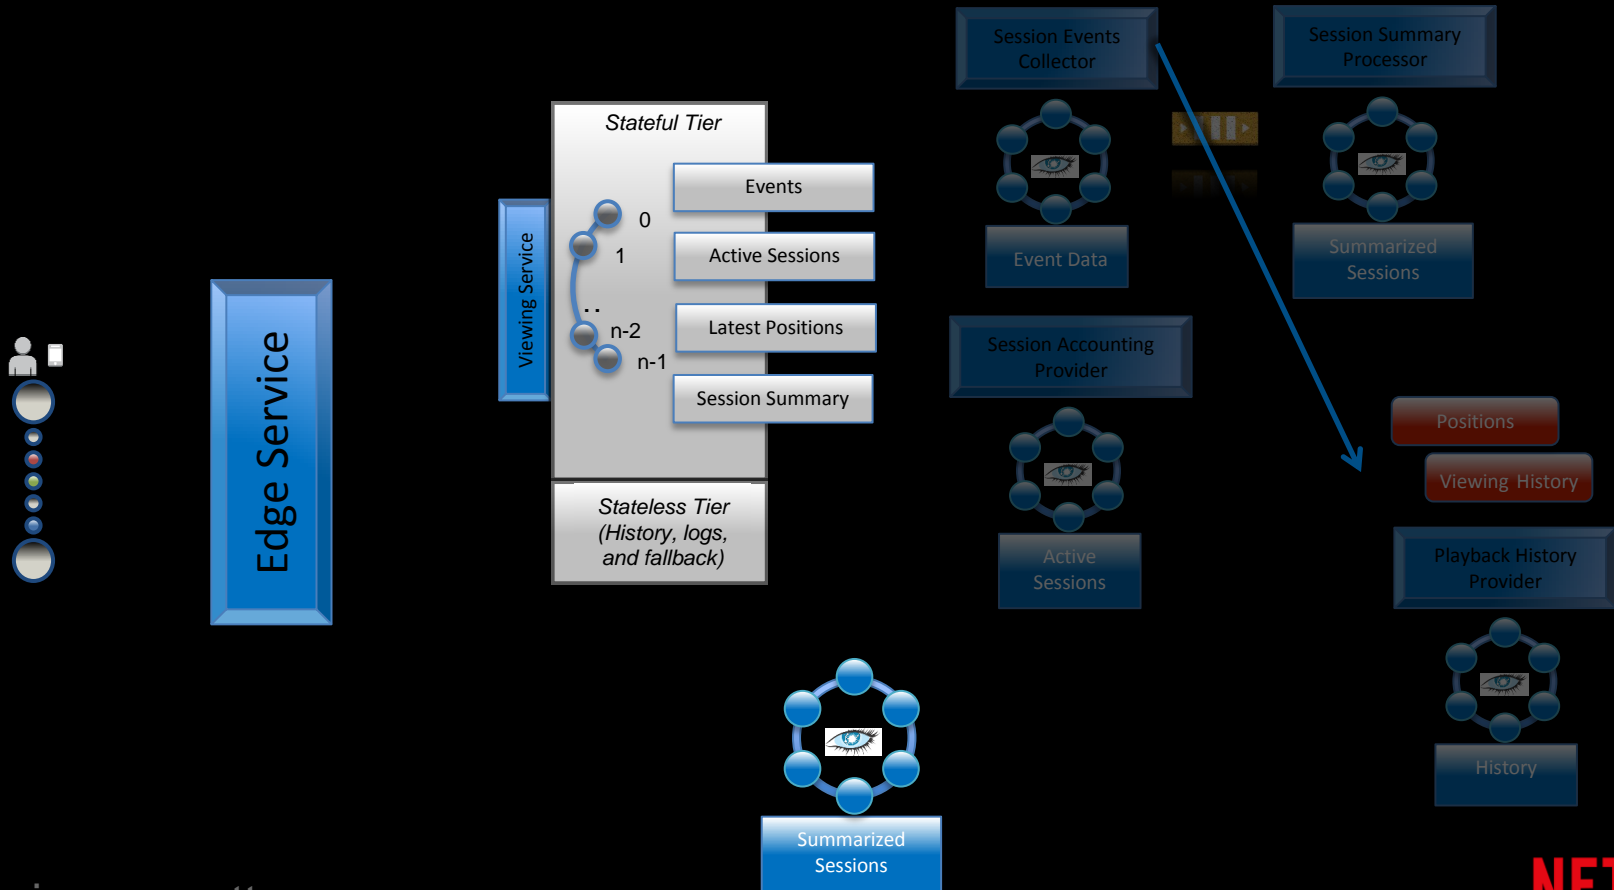 Session Events
Collector
Session Summary
Processor
Stateful Tier
Events
0
1
Active Sessions
Event Data
Summarized
Sessions
Viewing Service
. .
n-2
n-1
Latest Positions
Session Summary
Session Accounting
Provider
Edge Service
Positions
Viewing History
Stateless Tier
(History, logs,
and fallback)
Active
Sessions
Playback History
Provider
History
Summarized
Sessions
NET